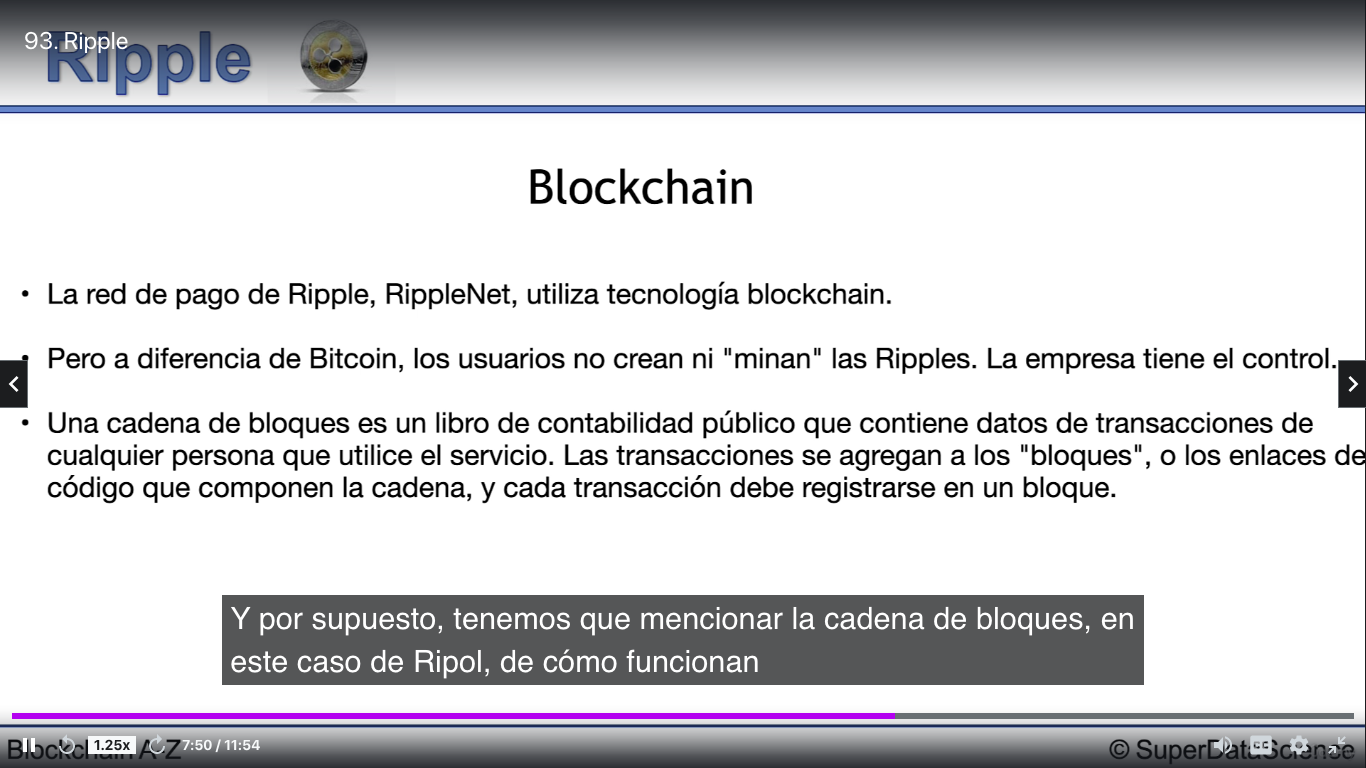 93. Ripple
Ripple
Blockchain
• La red de pago de Ripple, RippleNet, utiliza tecnología blockchain.
• Pero a diferencia de Bitcoin, los usuarios no crean ni "minan" las Ripples. La empresa tiene el control.
• Una cadena de bloques es un libro de contabilidad público que contiene datos de transacciones de
cualquier persona que utilice el servicio. Las transacciones se agregan a los "bloques", o los enlaces de
código que componen la cadena, y cada transacción debe registrarse en un bloque.
Y por supuesto, tenemos que mencionar la cadena de bloques, en
este caso de Ripol, de cómo funcionan
Blockchain A-Z
1.25x
7:50 / 11:54
CC
© SuperDataScience